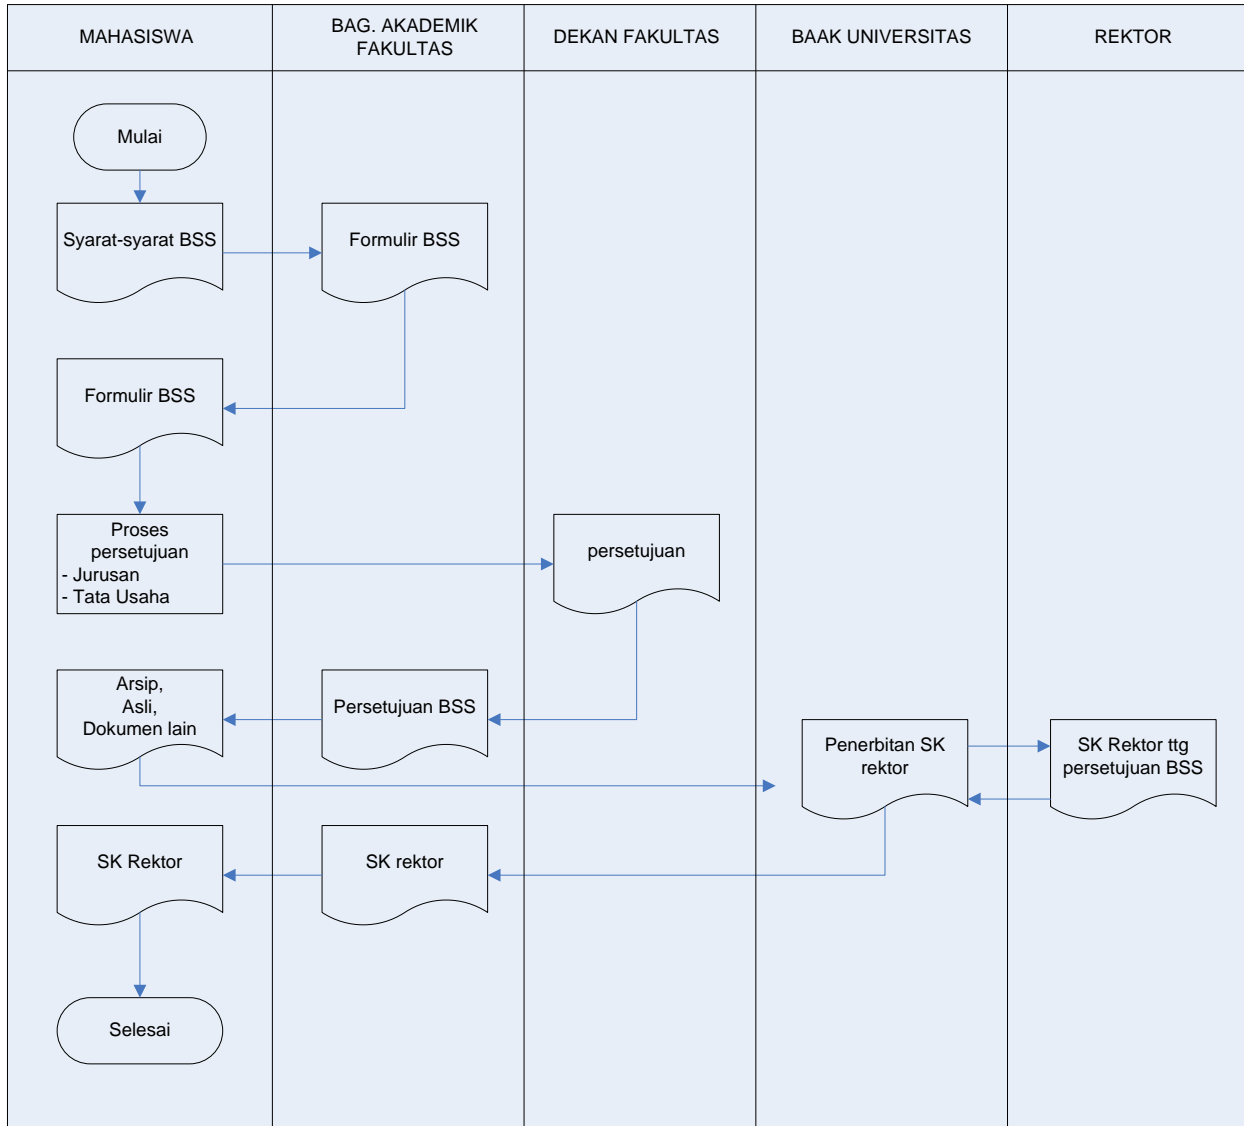 MAHASISWA
BAG. AKADEMIK
FAKULTAS
DEKAN FAKULTAS
BAAK UNIVERSITAS
REKTOR
Mulai
Syarat-syarat BSS
Formulir BSS
Formulir BSS
Proses
persetujuan
- Jurusan
- Tata Usaha
persetujuan
Arsip,
Asli,
Dokumen lain
Persetujuan BSS
Penerbitan SK
rektor
SK Rektor ttg
persetujuan BSS
SK Rektor
SK rektor
Selesai